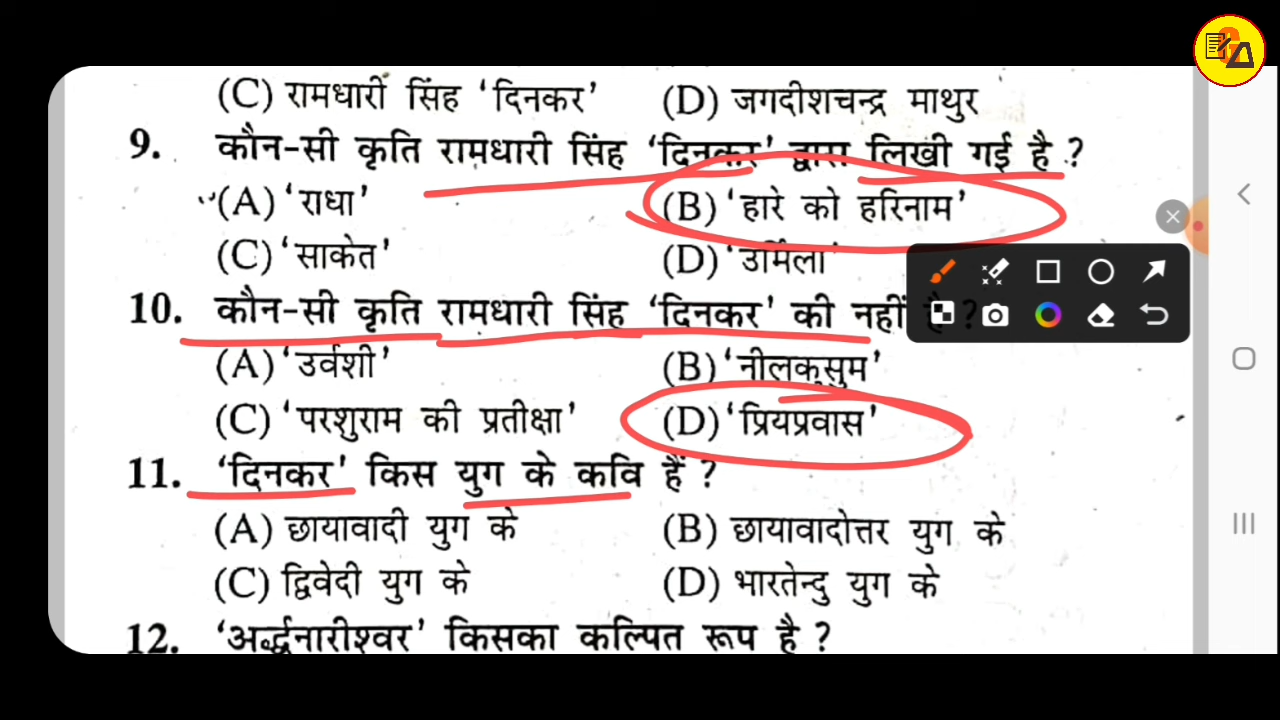 (C) रामधारी सिंह 'दिनकर' (D) जगदीशचन्द्र माथुर
9. कौन-सी कृति रामधारी सिंह 'दिनकर' द्वारा लिखी गई है ?
(A) 'राधा' (B) 'हारे को हरिनाम'
(C) 'साकेत' (D) 'उर्मिला'
10. कौन-सी कृति रामधारी सिंह 'दिनकर' की नहीं है ?
(A) 'उर्वशी' (B) 'नीलकुसुम'
(C) 'परशुराम की प्रतीक्षा' (D) 'प्रियप्रवास'
11. 'दिनकर' किस युग के कवि हैं ?
(A) छायावादी युग के (B) छायावादोत्तर युग के
(C) द्विवेदी युग के (D) भारतेन्दु युग के
12. 'अर्द्धनारीश्वर' किसका कल्पित रूप है ?